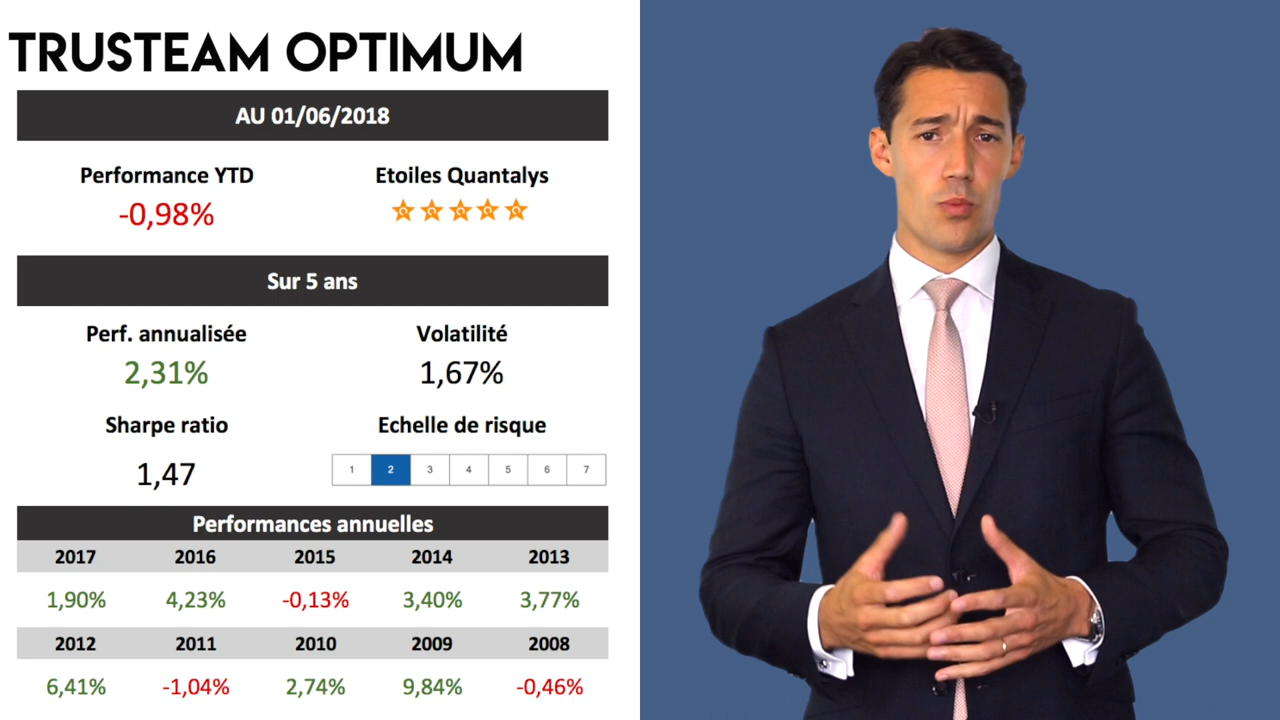 TRUSTEAM OPTIMUM
AU 01/06/2018
Performance YTD Etoiles Quantalys
-0,98%
Sur 5 ans
Perf. annualisée Volatilité
2,31% 1,67%
Sharpe ratio Echelle de risque
1,47 1 2 3 4 5 6 7
Performances annuelles
2017 2016 2015 2014 2013
1,90% 4,23% -0,13% 3,40% 3,77%
2012 2011 2010 2009 2008
6,41% -1,04% 2,74% 9,84% -0,46%